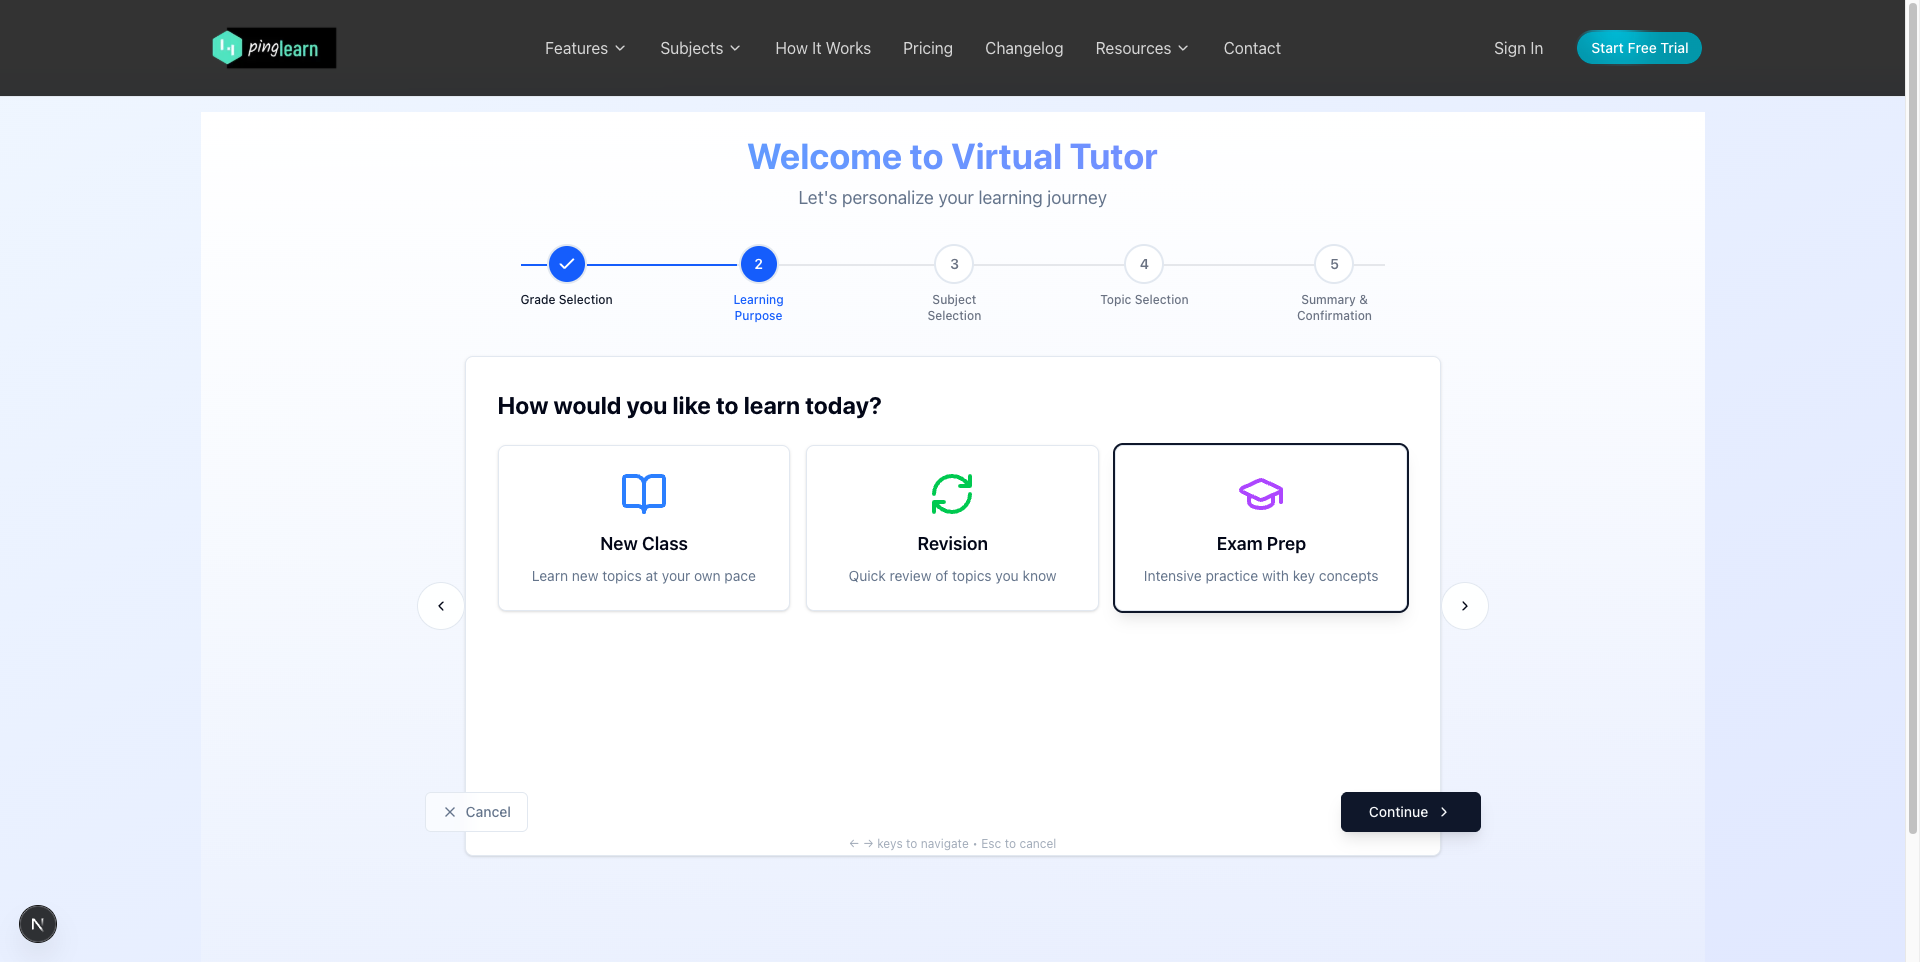 pinglearn
Features Subjects How It Works Pricing Changelog Resources Contact Sign In Start Free Trial
Welcome to Virtual Tutor
Let's personalize your learning journey
2 3 4 5
Grade Selection
Learning
Purpose
Subject
Selection
Topic Selection
Summary &
Confirmation
How would you like to learn today?
New Class
Learn new topics at your own pace
Revision
Quick review of topics you know
Exam Prep
Intensive practice with key concepts
Cancel
Continue
← → keys to navigate • Esc to cancel
N